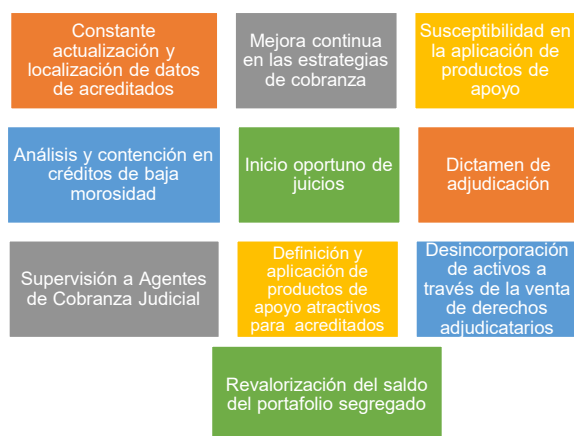 Constante
actualización y
localización de datos
de acreditados
Mejora continua
en las estrategias
de cobranza
Susceptibilidad en
la aplicación de
productos de
apoyo
Análisis y contención en
créditos de baja
morosidad
Inicio oportuno de
juicios
Dictamen de
adjudicación
Supervisión a Agentes
de Cobranza Judicial
Definición y
aplicación de
productos de
apoyo atractivos
para acreditados
Desincorporación
de activos a
través de la venta
de derechos
adjudicatarios
Revalorización del saldo
del portafolio segregado